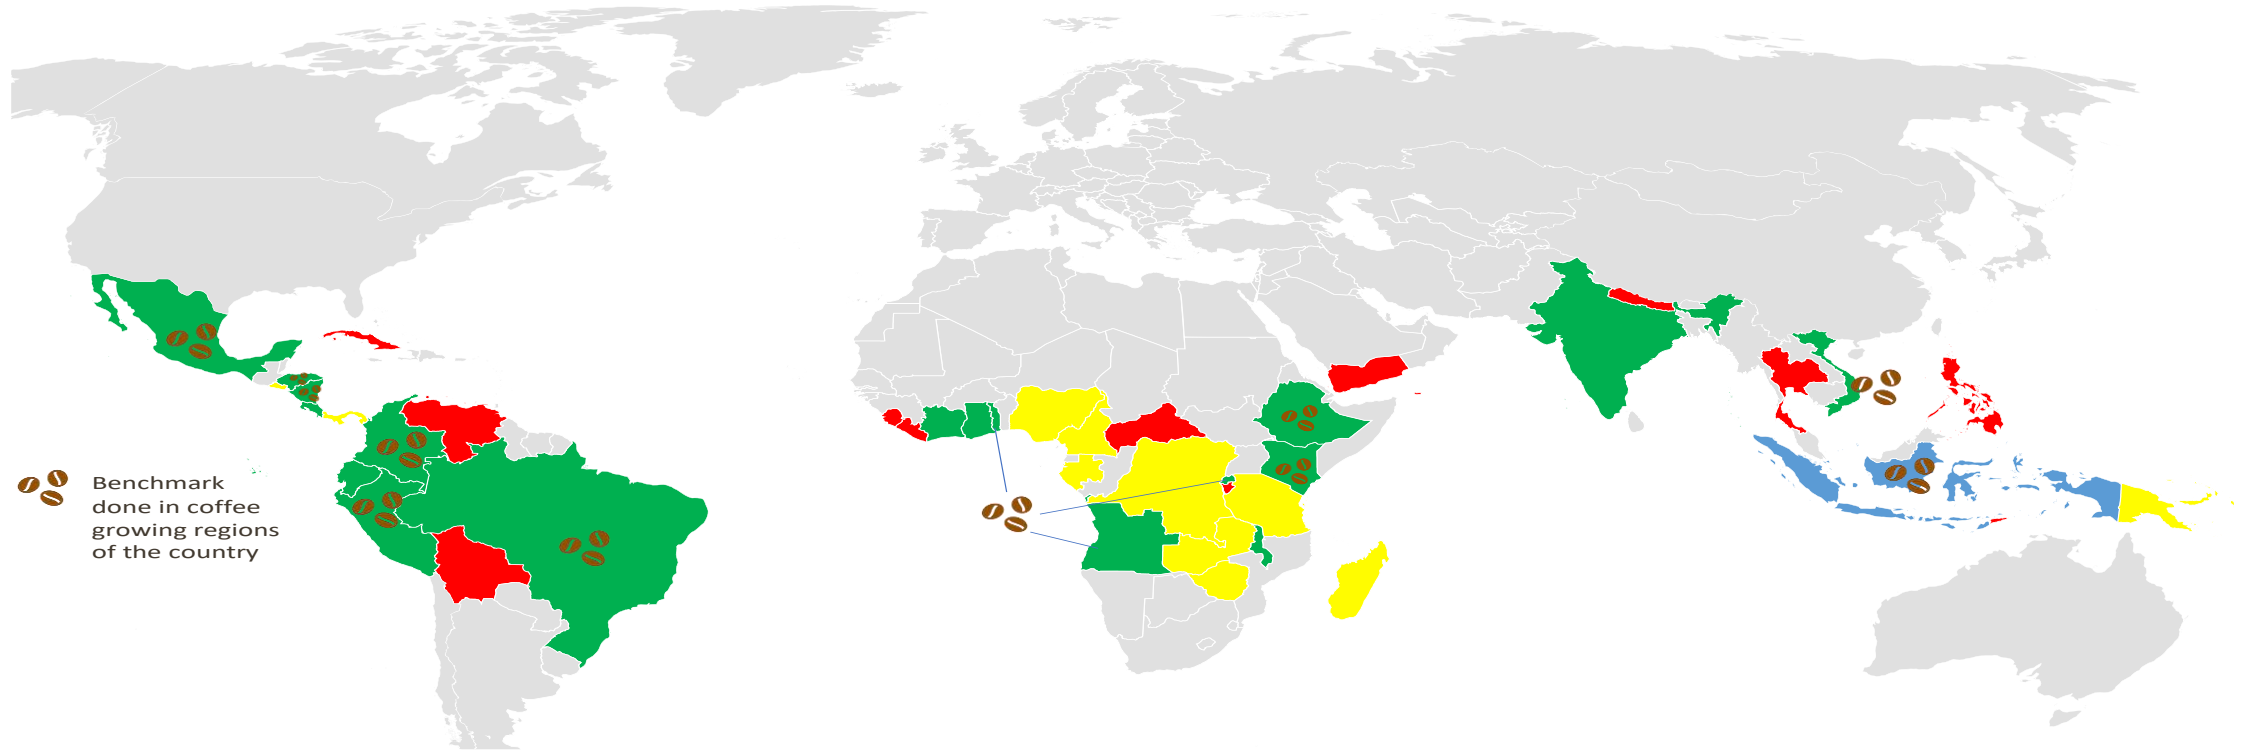 Benchmark
done in coffee
growing regions
of the country